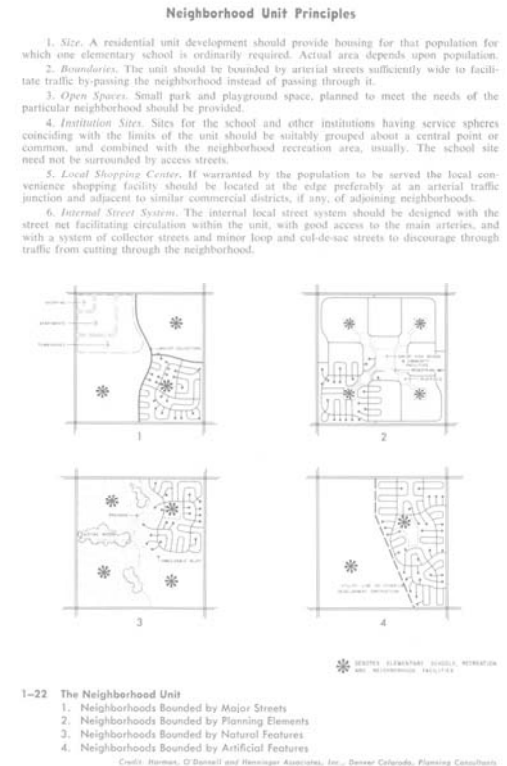 Neighborhood Unit Principles
1. Size. A residential unit development should provide housing for that population for
which one elementary school is ordinarily required. Actual area depends upon population.
2. Boundaries. The unit should be bounded by arterial streets sufficiently wide to facili-
tate traffic by-passing the neighborhood instead of passing through it.
3. Open Spaces. Small park and playground space, planned to meet the needs of the
particular neighborhood should be provided.
4. Institution Sites. Sites for the school and other institutions having service spheres
coinciding with the limits of the unit should be suitably grouped about a central point or
common, and combined with the neighborhood recreation area, usually. The school site
need not be surrounded by access streets.
5. Local Shopping Center. If warranted by the population to be served the local con-
venience shopping facility should be located at the edge preferably at an arterial traffic
junction and adjacent to similar commercial districts, if any, of adjoining neighborhoods.
6. Internal Street System. The internal local street system should be designed with the
street net facilitating circulation within the unit, with good access to the main arteries, and
with a system of collector streets and minor loop and cul-de-sac streets to discourage through
traffic from cutting through the neighborhood.
1
2
3
4
DENOTES ELEMENTARY SCHOOLS, RECREATION
AND NEIGHBORHOOD FACILITIES
1-22 The Neighborhood Unit
1. Neighborhoods Bounded by Major Streets
2. Neighborhoods Bounded by Planning Elements
3. Neighborhoods Bounded by Natural Features
4. Neighborhoods Bounded by Artificial Features
Credit: Harman, O'Donnell and Henninger Associates, Inc., Denver Colorado, Planning Consultants